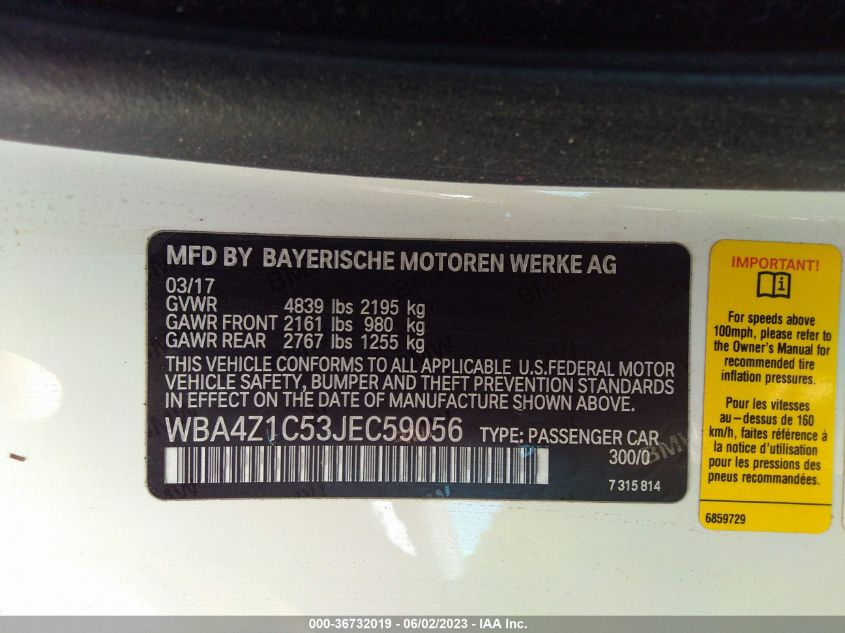 MFD BY BAYERISCHE MOTOREN WERKE AG
03/17
GVWR 4839 lbs 2195 kg
GAWR FRONT 2161 lbs 980 kg
GAWR REAR 2767 lbs 1255 kg
THIS VEHICLE CONFORMS TO ALL APPLICABLE U.S.FEDERAL MOTOR
VEHICLE SAFETY, BUMPER AND THEFT PREVENTION STANDARDS
IN EFFECT ON THE DATE OF MANUFACTURE SHOWN ABOVE.
WBA4Z1C53JEC59056 TYPE: PASSENGER CAR
300/0
7 315 814
IMPORTANT!
For speeds above
100mph, please refer to
the Owner's Manual for
recommended tire
inflation pressures.
Pour les vitesses
au-dessus de 160
km/h, faites référence à
la notice d'utilisation
pour les pressions des
pneus recommandées.
6859729
000-36732019 - 06/02/2023 - IAA Inc.